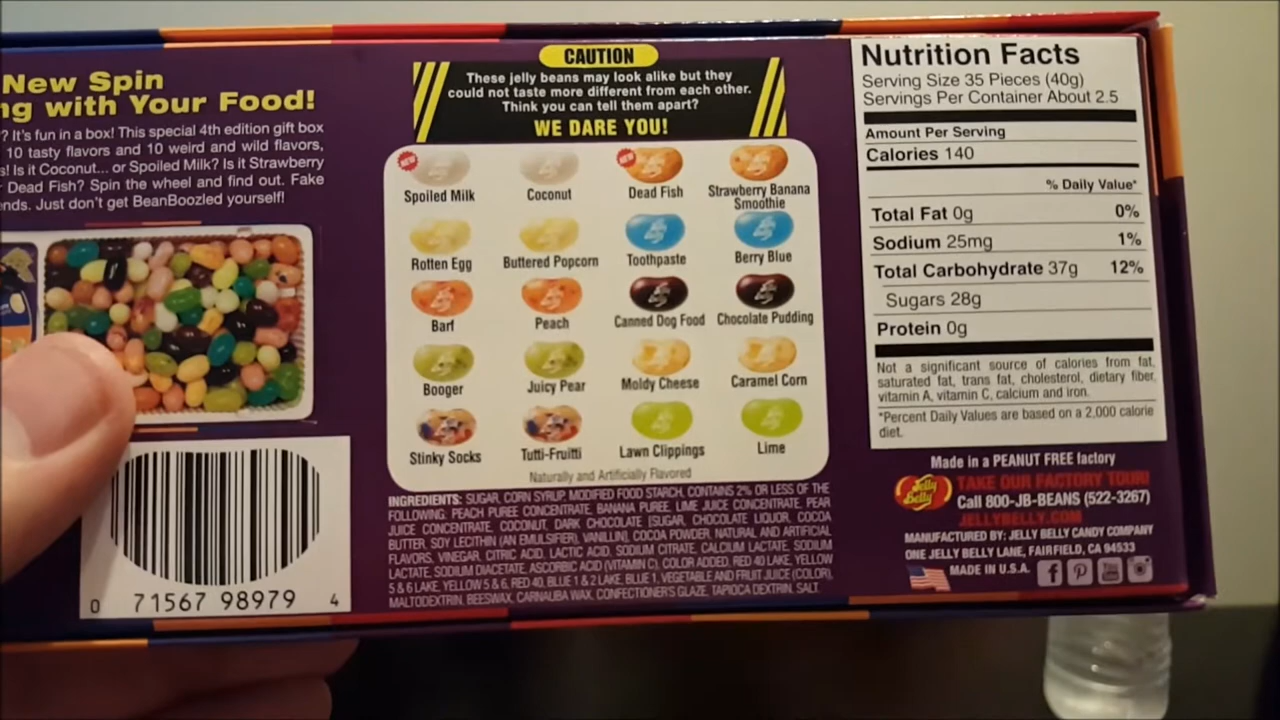 New Spin
ng with Your Food!
? It's fun in a box! This special 4th edition gift box
10 tasty flavors and 10 weird and wild flavors,
s! Is it Coconut... or Spoiled Milk? Is it Strawberry
Dead Fish? Spin the wheel and find out. Fake
nds. Just don't get BeanBoozled yourself!
0 71567 98979 4
CAUTION
These jelly beans may look alike but they
could not taste more different from each other.
Think you can tell them apart?
WE DARE YOU!
NEW NEW
Spoiled Milk Coconut Dead Fish Strawberry Banana
Smoothie
Rotten Egg Buttered Popcorn Toothpaste Berry Blue
Barf Peach Canned Dog Food Chocolate Pudding
Booger Juicy Pear Moldy Cheese Caramel Corn
Stinky Socks Tutti-Fruitti Lawn Clippings Lime
Naturally and Artificially Flavored
INGREDIENTS: SUGAR, CORN SYRUP, MODIFIED FOOD STARCH, CONTAINS 2% OR LESS OF THE
FOLLOWING: PEACH PUREE CONCENTRATE, BANANA PUREE, LIME JUICE CONCENTRATE, PEAR
JUICE CONCENTRATE, COCONUT, DARK CHOCOLATE (SUGAR, CHOCOLATE LIQUOR, COCOA
BUTTER, SOY LECITHIN (AN EMULSIFIER), VANILLIN), COCOA POWDER, NATURAL AND ARTIFICIAL
FLAVORS, VINEGAR, CITRIC ACID, LACTIC ACID, SODIUM CITRATE, CALCIUM LACTATE, SODIUM
LACTATE, SODIUM DIACETATE, ASCORBIC ACID (VITAMIN C), COLOR ADDED, RED 40 LAKE, YELLOW
5 & 6 LAKE, YELLOW 5 & 6, RED 40, BLUE 1 & 2 LAKE, BLUE 1, VEGETABLE AND FRUIT JUICE (COLOR),
MALTODEXTRIN, BEESWAX, CARNAUBA WAX, CONFECTIONER'S GLAZE, TAPIOCA DEXTRIN, SALT.
Nutrition Facts
Serving Size 35 Pieces (40g)
Servings Per Container About 2.5
Amount Per Serving
Calories 140
% Daily Value*
Total Fat 0g 0%
Sodium 25mg 1%
Total Carbohydrate 37g 12%
Sugars 28g
Protein 0g
Not a significant source of calories from fat,
saturated fat, trans fat, cholesterol, dietary fiber,
vitamin A, vitamin C, calcium and iron.
*Percent Daily Values are based on a 2,000 calorie
diet.
Made in a PEANUT FREE factory
Jelly Belly
TAKE OUR FACTORY TOUR!
Call 800-JB-BEANS (522-3267)
JELLYBELLY.COM
MANUFACTURED BY: JELLY BELLY CANDY COMPANY
ONE JELLY BELLY LANE, FAIRFIELD, CA 94533
MADE IN U.S.A.